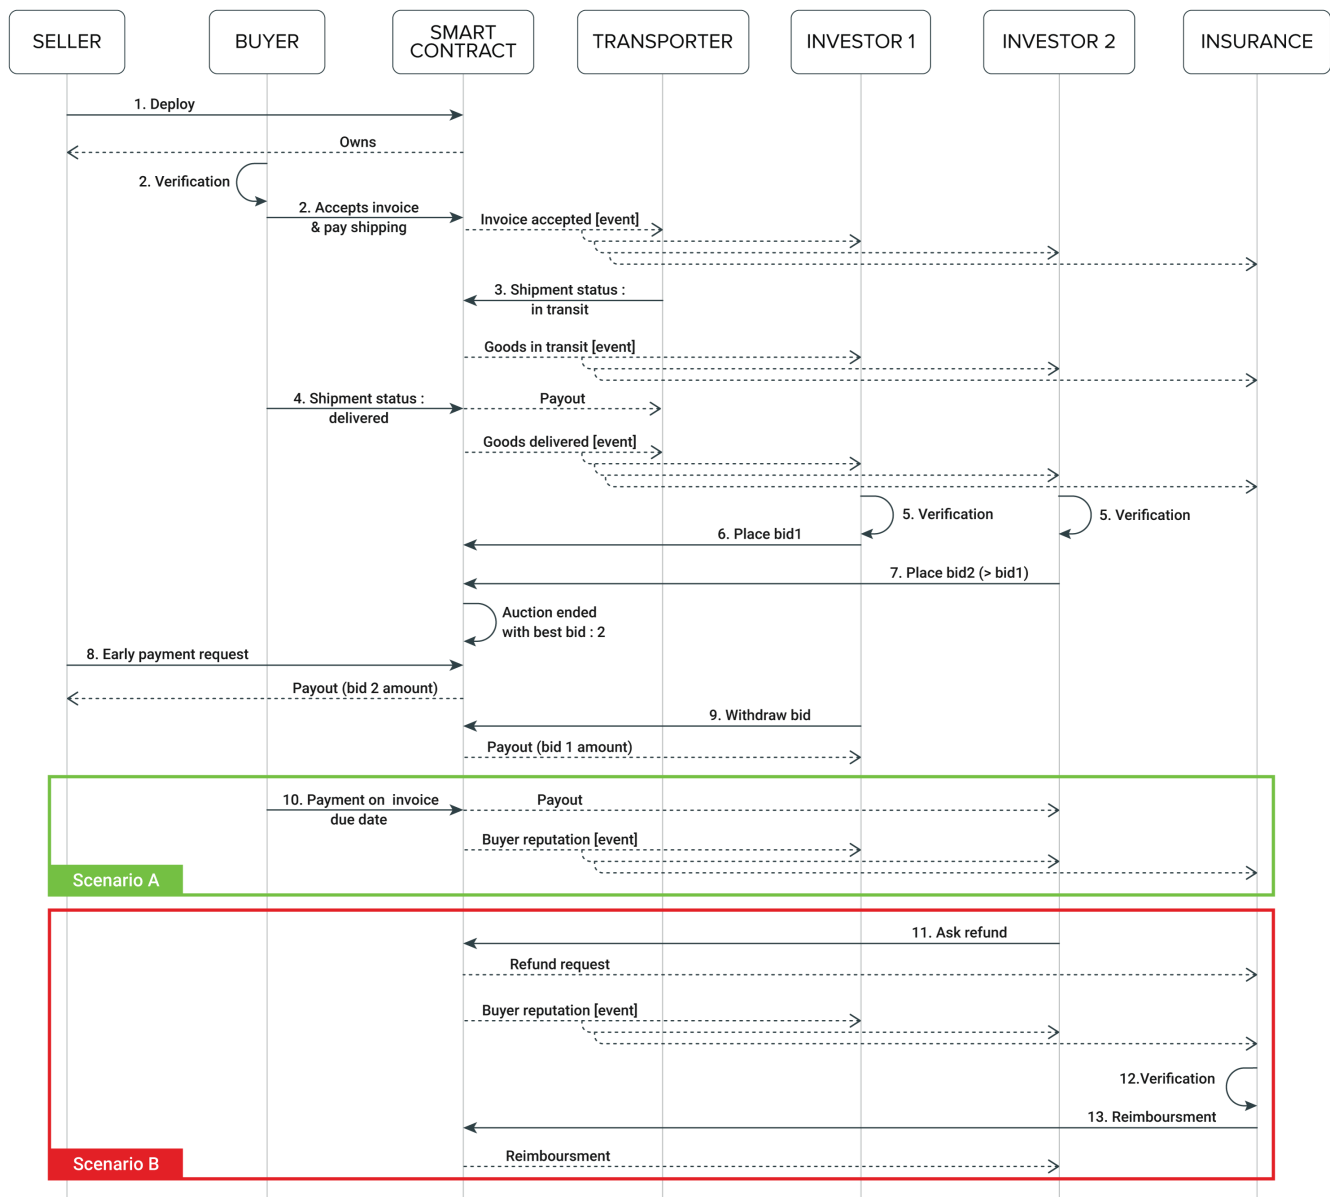 SELLER
BUYER
SMART
CONTRACT
TRANSPORTER
INVESTOR 1
INVESTOR 2
INSURANCE
1. Deploy
Owns
2. Verification
2. Accepts invoice
& pay shipping
Invoice accepted [event]
3. Shipment status :
in transit
Goods in transit [event]
4. Shipment status :
delivered
Payout
Goods delivered [event]
5. Verification
5. Verification
6. Place bid1
7. Place bid2 (> bid1)
Auction ended
with best bid : 2
8. Early payment request
Payout (bid 2 amount)
9. Withdraw bid
Payout (bid 1 amount)
10. Payment on invoice
due date
Payout
Buyer reputation [event]
Scenario A
11. Ask refund
Refund request
Buyer reputation [event]
12.Verification
13. Reimboursment
Reimboursment
Scenario B